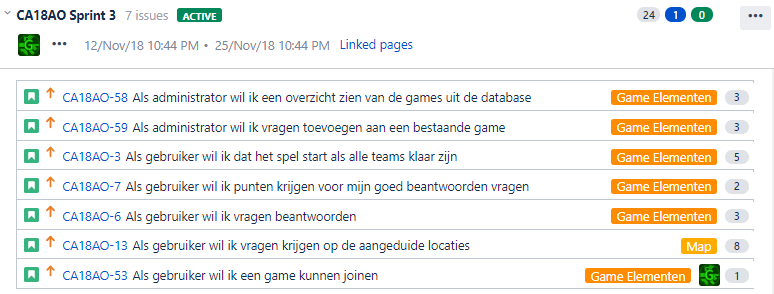 CA18AO Sprint 3 7 issues ACTIVE 24 1 0 •••
••• 12/Nov/18 10:44 PM • 25/Nov/18 10:44 PM Linked pages
CA18AO-58 Als administrator wil ik een overzicht zien van de games uit de database Game Elementen 3
CA18AO-59 Als administrator wil ik vragen toevoegen aan een bestaande game Game Elementen 3
CA18AO-3 Als gebruiker wil ik dat het spel start als alle teams klaar zijn Game Elementen 5
CA18AO-7 Als gebruiker wil ik punten krijgen voor mijn goed beantwoorden vragen Game Elementen 2
CA18AO-6 Als gebruiker wil ik vragen beantwoorden Game Elementen 3
CA18AO-13 Als gebruiker wil ik vragen krijgen op de aangeduide locaties Map 8
CA18AO-53 Als gebruiker wil ik een game kunnen joinen Game Elementen 1